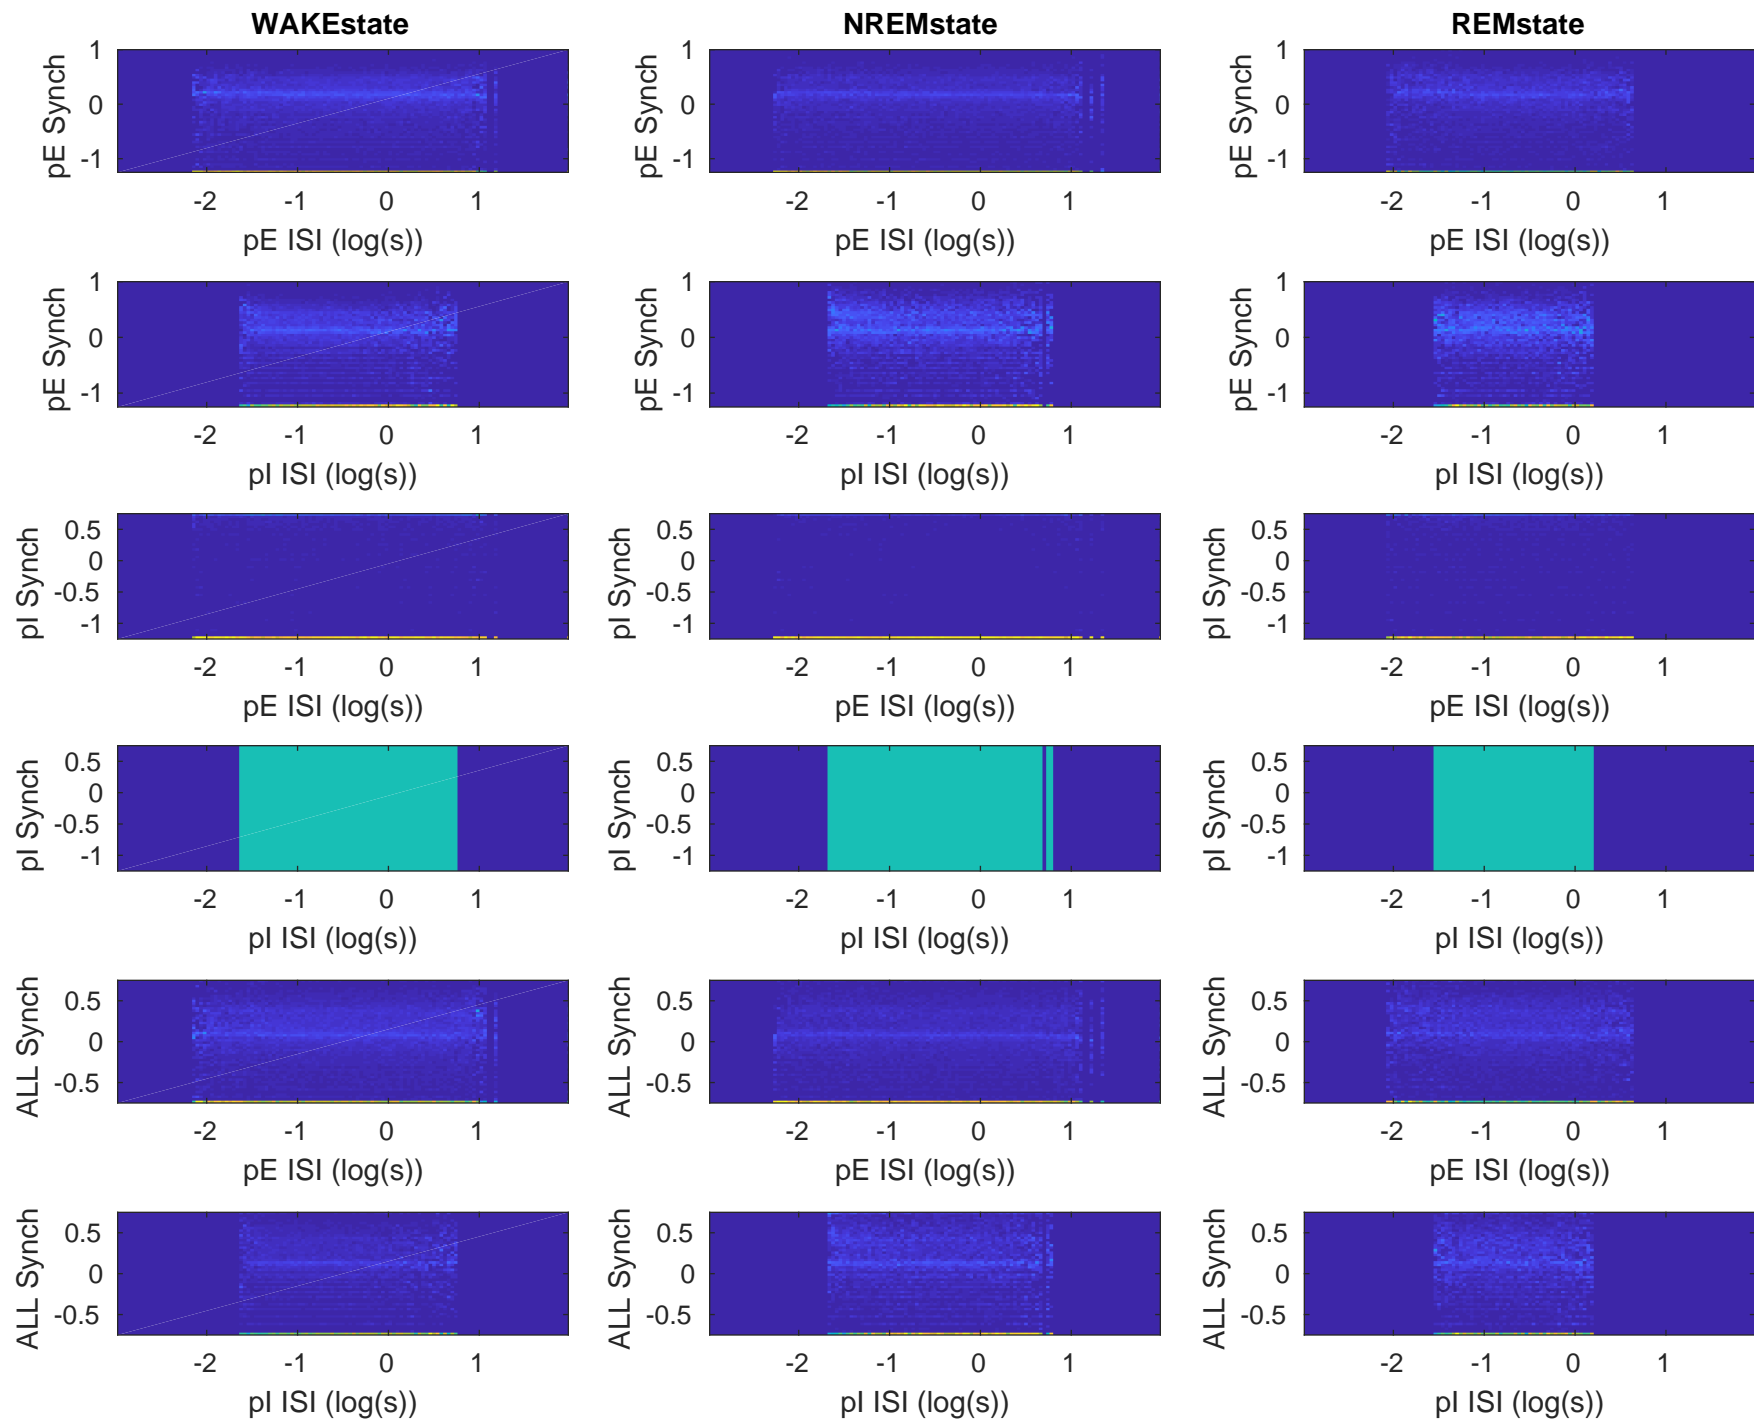 WAKEstate NREMstate REMstate
1 1 1
pE Synch 0 pE Synch 0 pE Synch 0
-1 -1 -1
-2 -1 0 1 -2 -1 0 1 -2 -1 0 1
pE ISI (log(s)) pE ISI (log(s)) pE ISI (log(s))
1 1 1
pE Synch 0 pE Synch 0 pE Synch 0
-1 -1 -1
-2 -1 0 1 -2 -1 0 1 -2 -1 0 1
pI ISI (log(s)) pI ISI (log(s)) pI ISI (log(s))
0.5 0.5 0.5
pI Synch 0 pI Synch 0 pI Synch 0
-0.5 -0.5 -0.5
-1 -1 -1
-2 -1 0 1 -2 -1 0 1 -2 -1 0 1
pE ISI (log(s)) pE ISI (log(s)) pE ISI (log(s))
0.5 0.5 0.5
pI Synch 0 pI Synch 0 pI Synch 0
-0.5 -0.5 -0.5
-1 -1 -1
-2 -1 0 1 -2 -1 0 1 -2 -1 0 1
pI ISI (log(s)) pI ISI (log(s)) pI ISI (log(s))
0.5 0.5 0.5
ALL Synch 0 ALL Synch 0 ALL Synch 0
-0.5 -0.5 -0.5
-2 -1 0 1 -2 -1 0 1 -2 -1 0 1
pE ISI (log(s)) pE ISI (log(s)) pE ISI (log(s))
0.5 0.5 0.5
ALL Synch 0 ALL Synch 0 ALL Synch 0
-0.5 -0.5 -0.5
-2 -1 0 1 -2 -1 0 1 -2 -1 0 1
pI ISI (log(s)) pI ISI (log(s)) pI ISI (log(s))